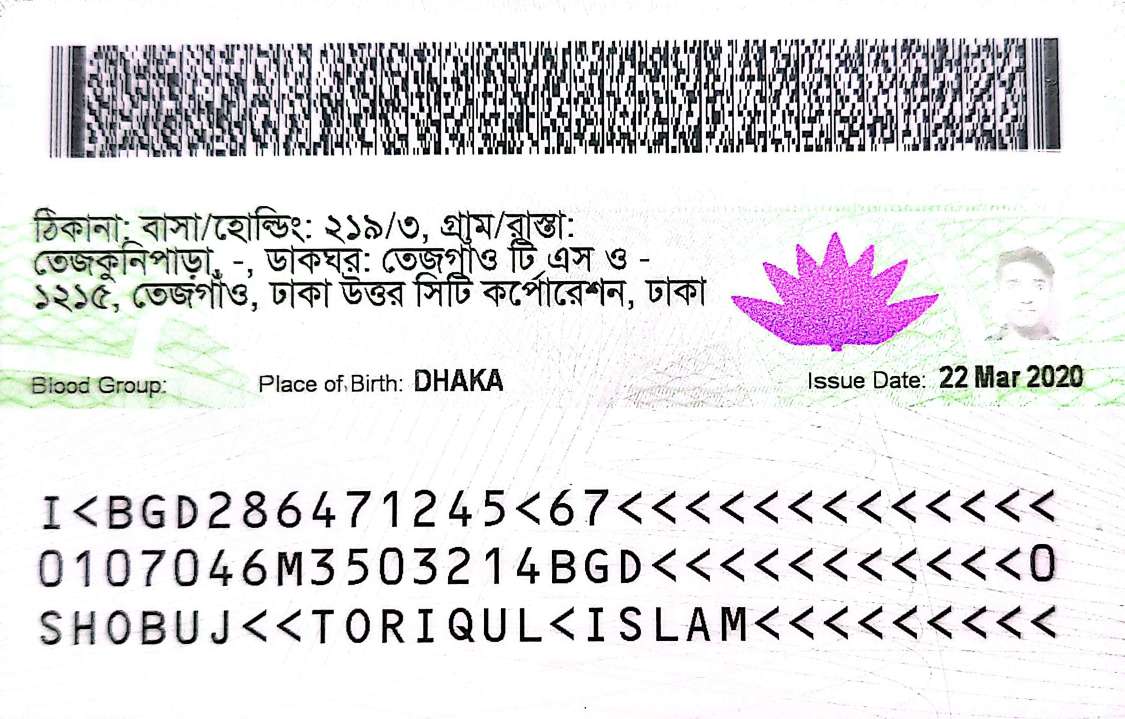 ঠিকানা: বাসা/হোল্ডিং: ২১৯/৩, গ্রাম/রাস্তা:
তেজকুনিপাড়া, -, ডাকঘর: তেজগাঁও টি এস ও -
১২১৫, তেজগাঁও, ঢাকা উত্তর সিটি কর্পোরেশন, ঢাকা
Blood Group: Place of Birth: DHAKA Issue Date: 22 Mar 2020
I<BGD286471245<67<<<<<<<<<<<<<
0107046M3503214BGD<<<<<<<<<<<0
SHOBUJ<<TORIQUL<ISLAM<<<<<<<<<